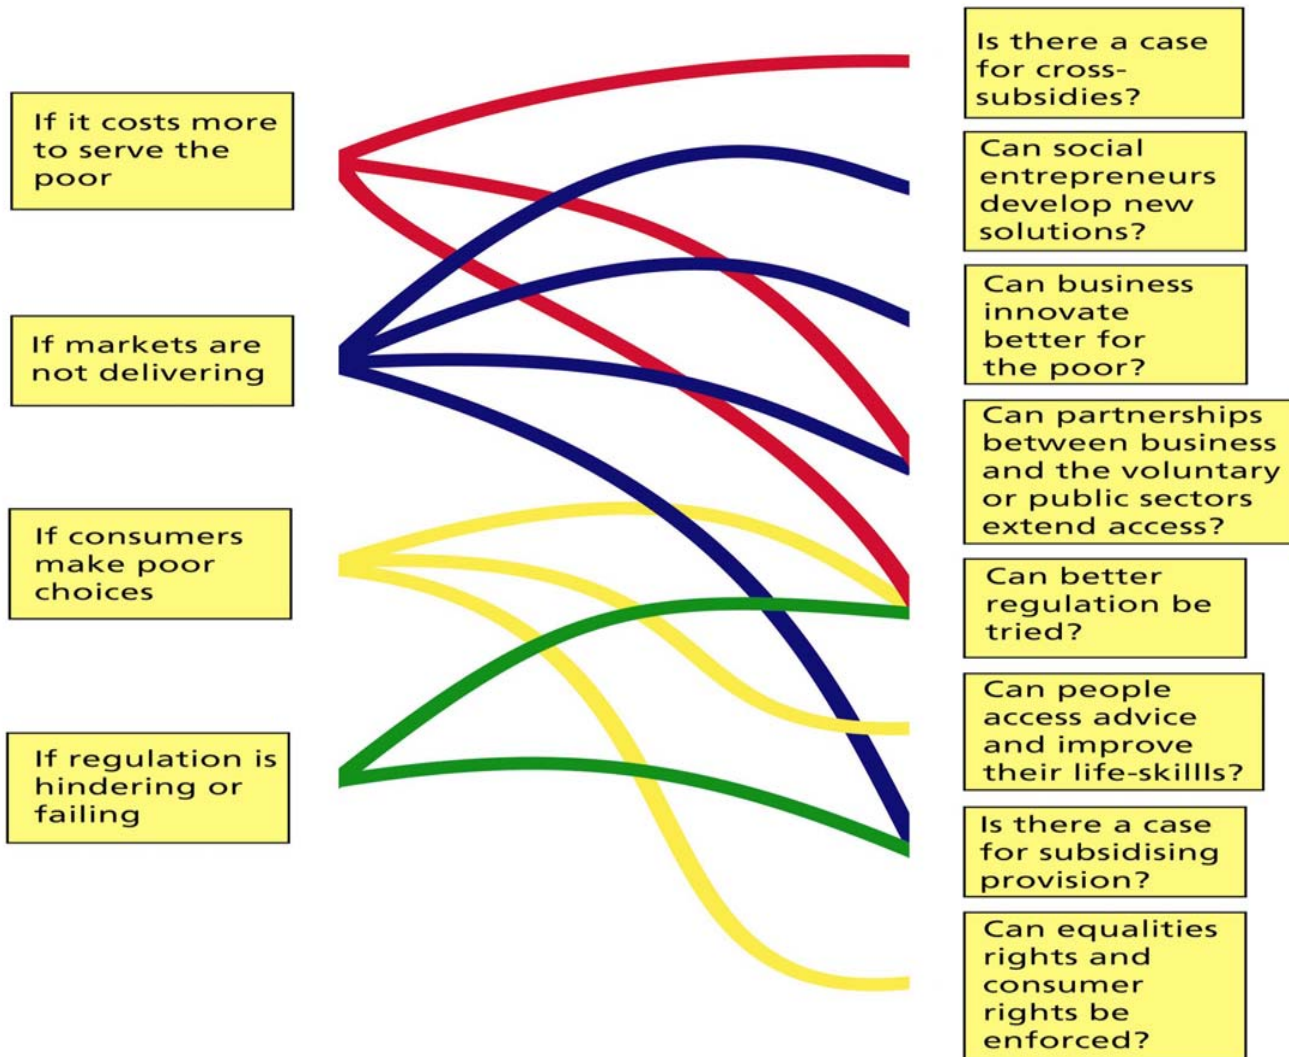 If it costs more
to serve the
poor
If markets are
not delivering
If consumers
make poor
choices
If regulation is
hindering or
failing
Is there a case
for cross-
subsidies?
Can social
entrepreneurs
develop new
solutions?
Can business
innovate
better for
the poor?
Can partnerships
between business
and the voluntary
or public sectors
extend access?
Can better
regulation be
tried?
Can people
access advice
and improve
their life-skillls?
Is there a case
for subsidising
provision?
Can equalities
rights and
consumer
rights be
enforced?